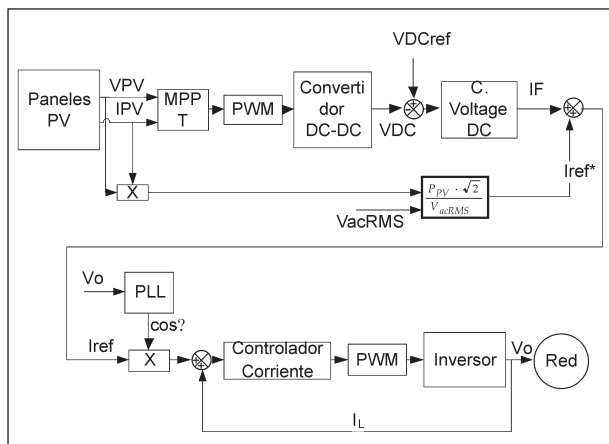 VDCref
Paneles
PV
VPV
IPV
MPP
T
PWM
Converti
dor
DC-DC
VDC
C.
Voltage
DC
IF
X
VacRMS
P_PV · √2
V_acRMS
Iref*
Vo
PLL
cos?
Iref
X
Controlador
Corriente
PWM
Inversor
Vo
Red
I_L